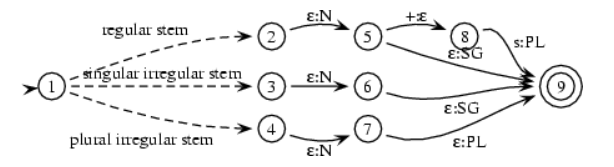 regular stem
2
ε:N
5
+:ε
8
s:PL
ε:SG
1
singular irregular stem
3
ε:N
6
9
ε:SG
plural irregular stem
4
ε:N
7
ε:PL